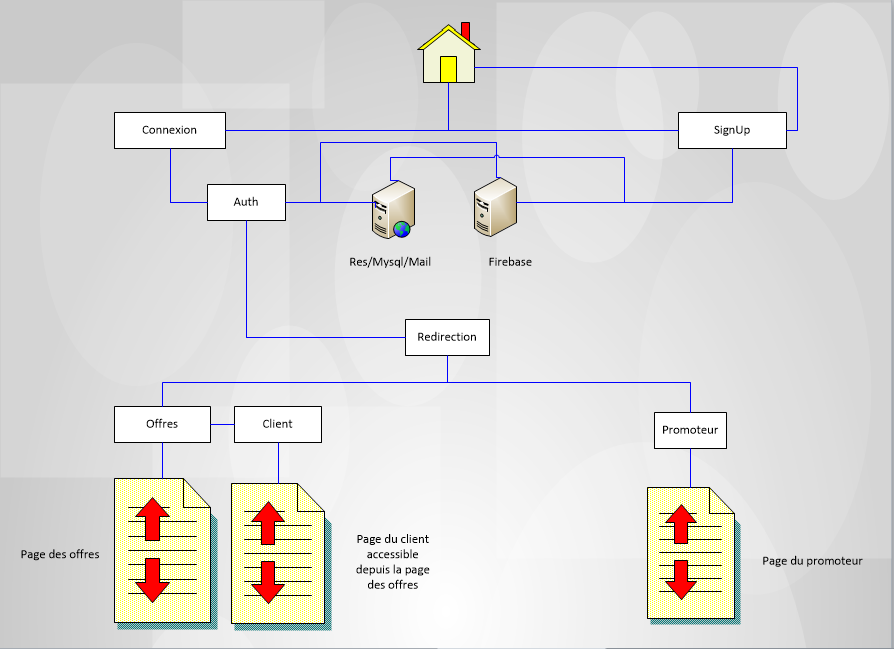 Connexion
SignUp
Auth
Res/Mysql/Mail
Firebase
Redirection
Offres
Client
Promoteur
Page des offres
Page du client
accessible
depuis la page
des offres
Page du promoteur